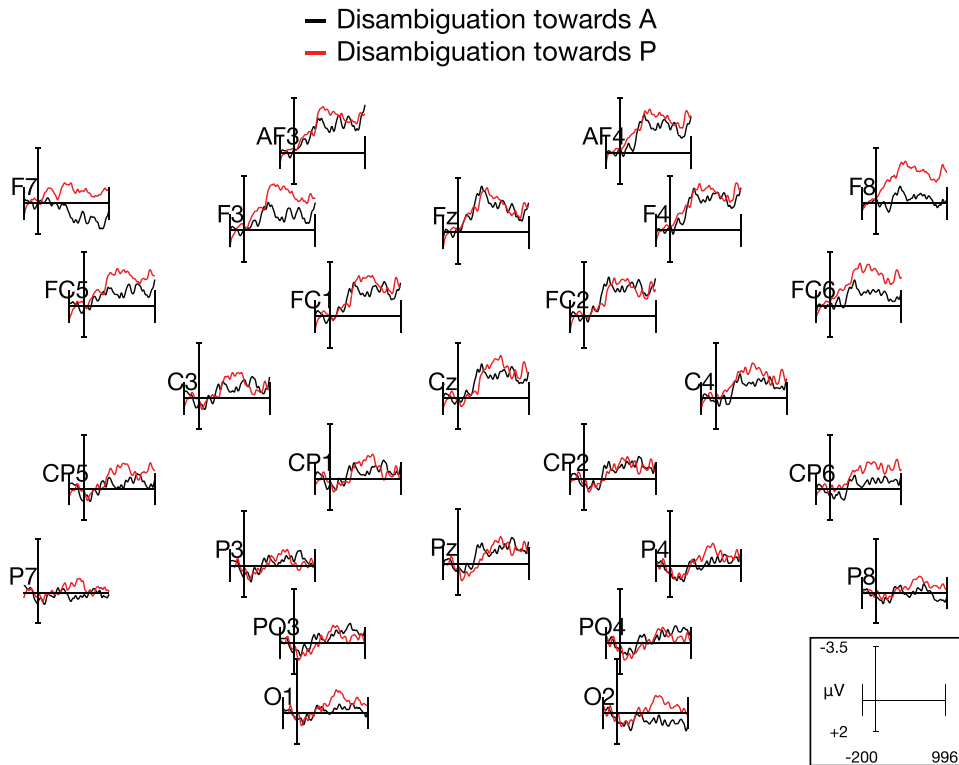 Disambiguation towards A
Disambiguation towards P
AF3
AF4
F7
F3
Fz
F4
F8
FC5
FC1
FC2
FC6
C3
Cz
C4
CP5
CP1
CP2
CP6
P7
P3
Pz
P4
P8
PO3
PO4
O1
O2
-3.5
µV
+2
-200 996